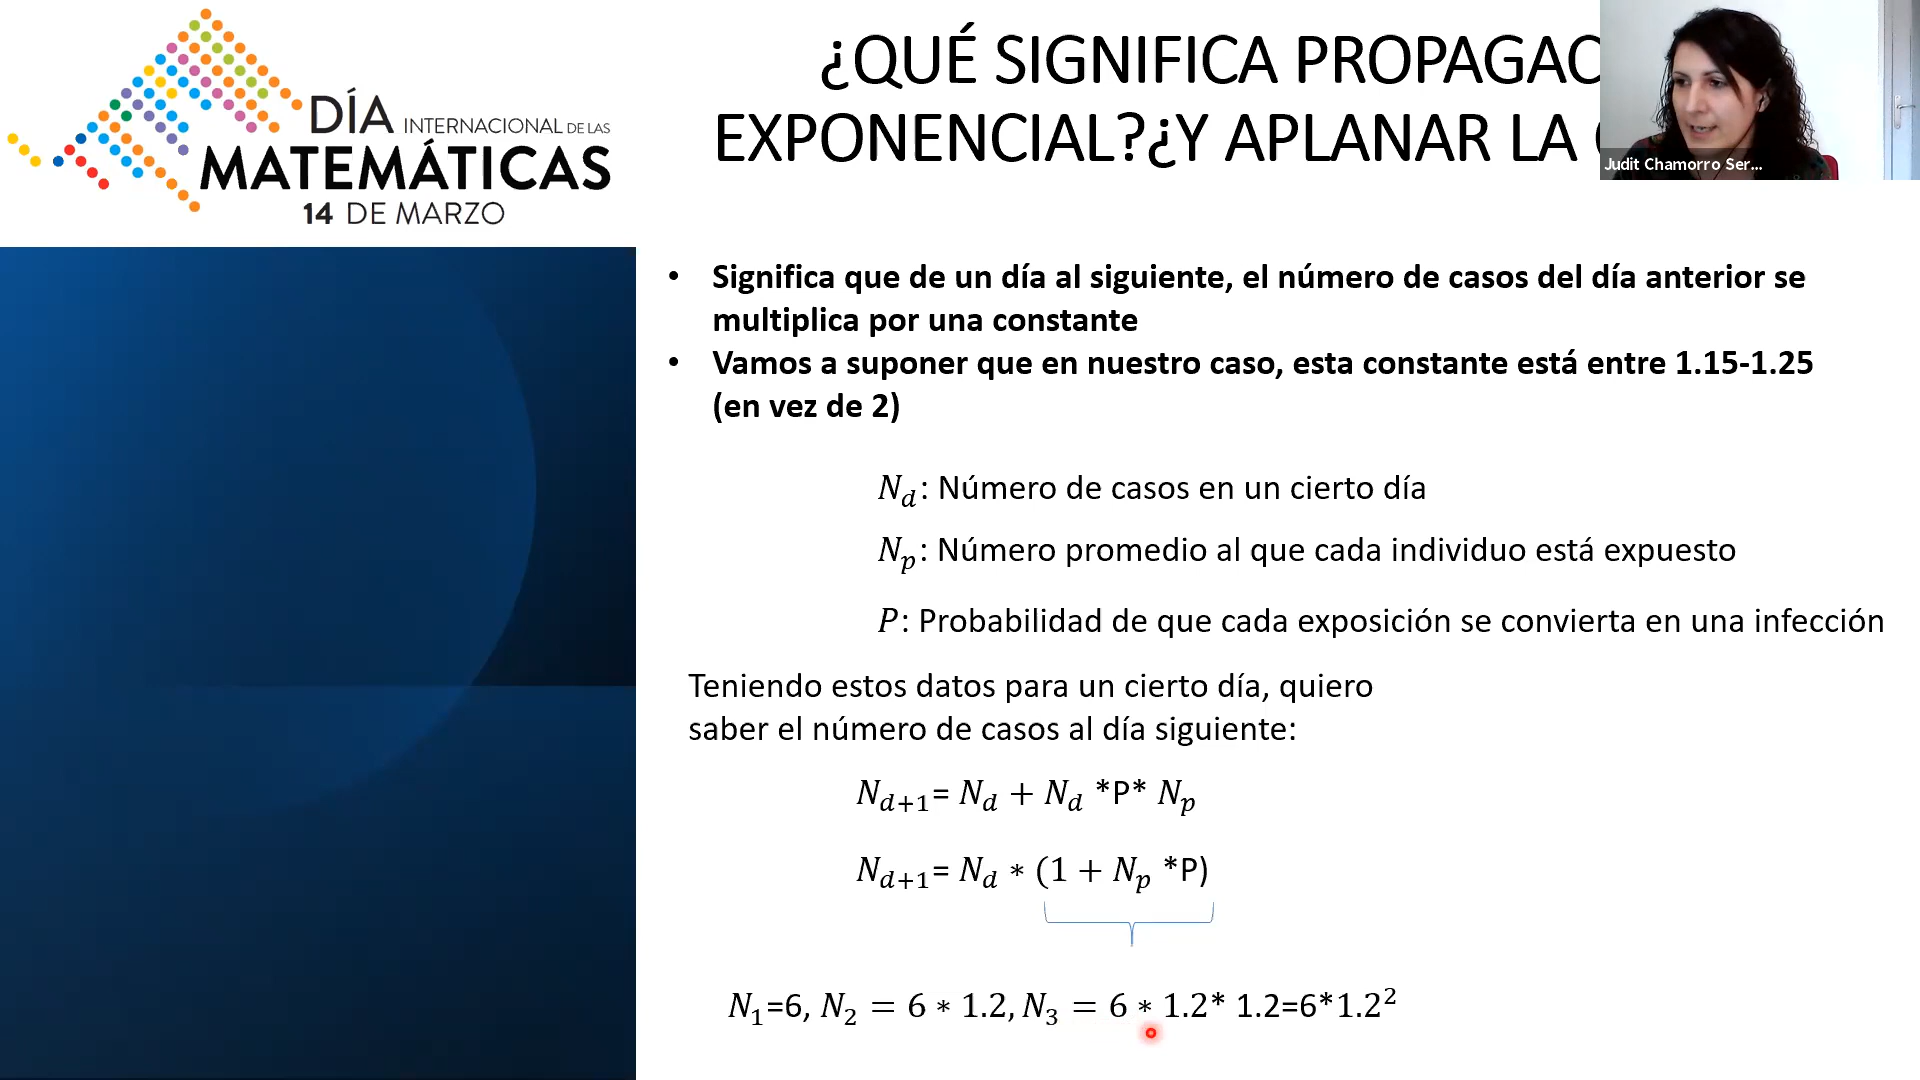 DÍA INTERNACIONAL DE LAS
MATEMÁTICAS
14 DE MARZO
¿QUÉ SIGNIFICA
EXPONENCIAL?¿Y APLANAR LA
Judit Chamorro Ser...
• Significa que de un día al siguiente, el número de casos del día anterior se
multiplica por una constante
• Vamos a suponer que en nuestro caso, esta constante está entre 1.15-1.25
(en vez de 2)
N_d: Número de casos en un cierto día
N_p: Número promedio al que cada individuo está expuesto
P: Probabilidad de que cada exposición se convierta en una infección
Teniendo estos datos para un cierto día, quiero
saber el número de casos al día siguiente:
N_{d+1}= N_d + N_d *P* N_p
N_{d+1}= N_d ∗ (1 + N_p *P)
N_1=6, N_2 = 6 ∗ 1.2, N_3 = 6 ∗ 1.2* 1.2=6*1.2²